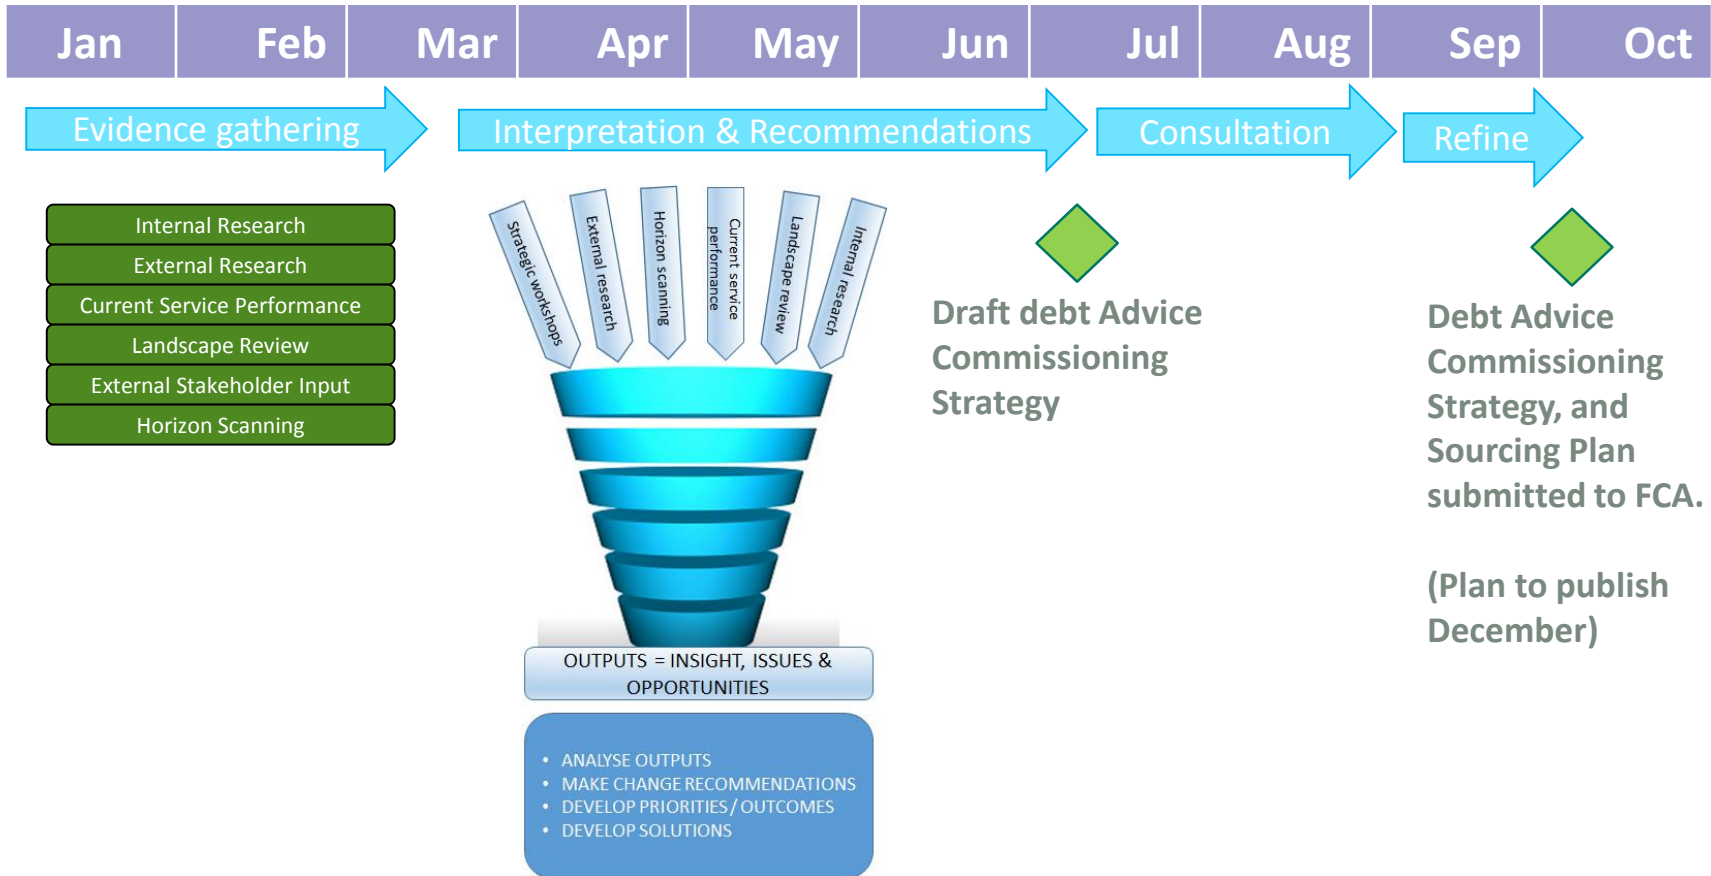 Jan Feb Mar Apr May Jun Jul Aug Sep Oct
Evidence gathering
Interpretation & Recommendations
Consultation
Refine
Internal Research
External Research
Current Service Performance
Landscape Review
External Stakeholder Input
Horizon Scanning
Strategic workshops
External research
Horizon scanning
Current service
performance
Landscape review
Internal research
OUTPUTS = INSIGHT, ISSUES &
OPPORTUNITIES
• ANALYSE OUTPUTS
• MAKE CHANGE RECOMMENDATIONS
• DEVELOP PRIORITIES/ OUTCOMES
• DEVELOP SOLUTIONS
Draft debt Advice
Commissioning
Strategy
Debt Advice
Commissioning
Strategy, and
Sourcing Plan
submitted to FCA.
(Plan to publish
December)